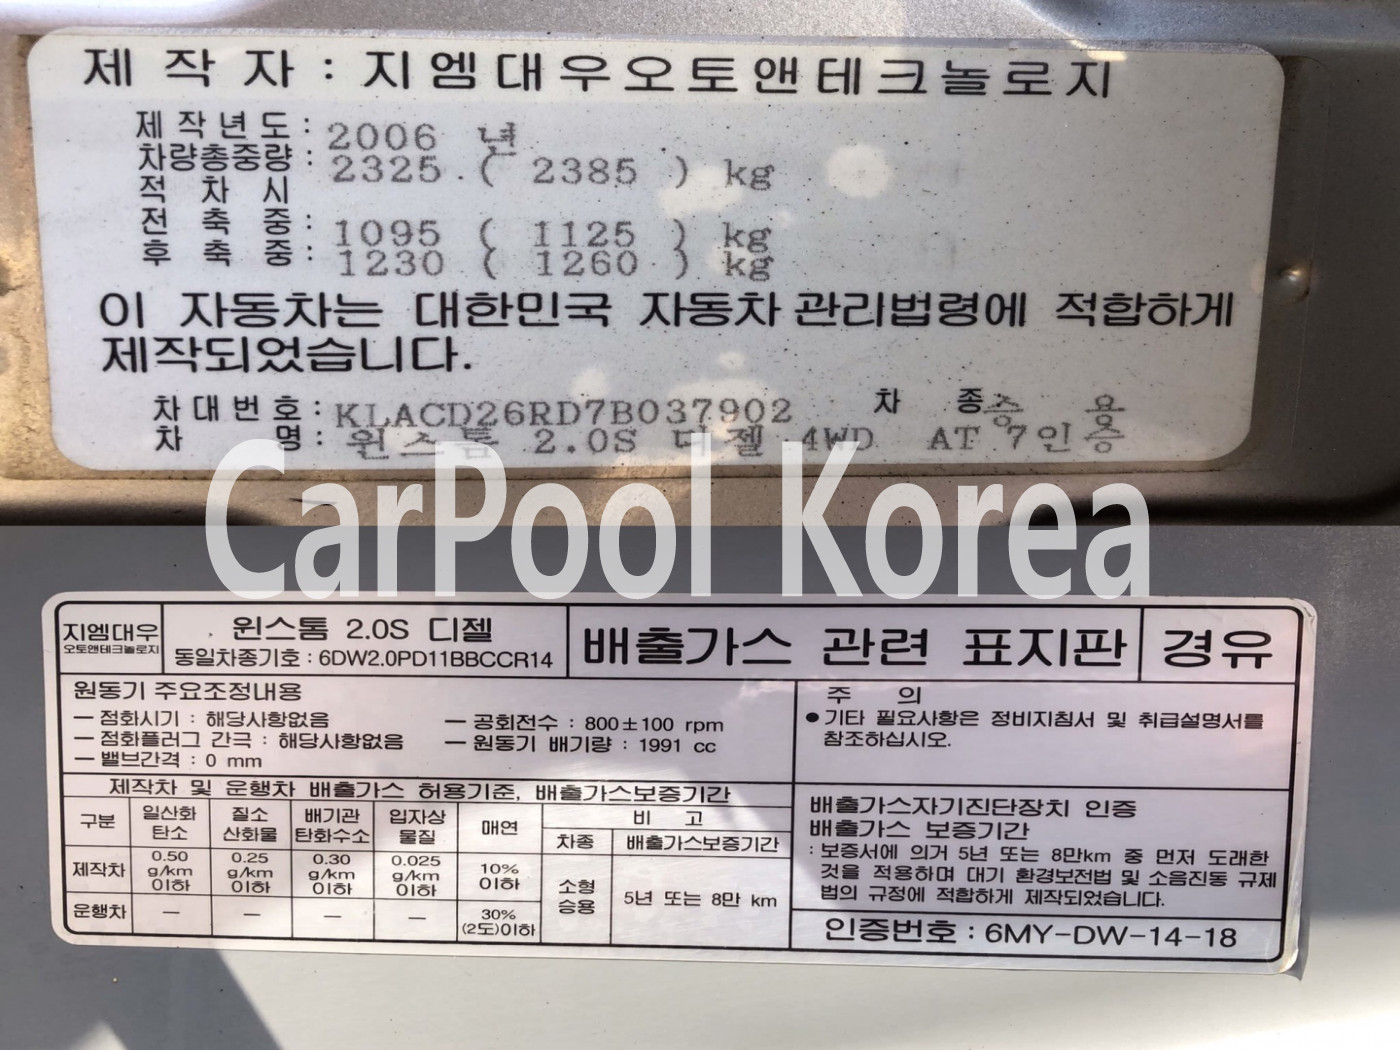 제 작 자 : 지엠대우오토앤테크놀로지
제작년도 : 2006 년
차량총중량 : 2325 ( 2385 ) kg
적 차 시
전 축 중 : 1095 ( 1125 ) kg
후 축 중 : 1230 ( 1260 ) kg
이 자동차는 대한민국 자동차관리법령에 적합하게
제작되었습니다.
차대번호 : KLACD26RD7B037902 차 종 승 용
차 명 : 윈스톰 2.0S 디젤 4WD AT 7인승
CarPool Korea
지엠대우
오토앤테크놀로지
윈스톰 2.0S 디젤
동일차종기호 : 6DW2.0PD11BBCCR14
배출가스 관련 표지판
경유
원동기 주요조정내용
– 점화시기 : 해당사항없음 – 공회전수 : 800±100 rpm
– 점화플러그 간극 : 해당사항없음 – 원동기 배기량 : 1991 cc
– 밸브간격 : 0 mm
주 의
● 기타 필요사항은 정비지침서 및 취급설명서를
참조하십시오.
제작차 및 운행차 배출가스 허용기준, 배출가스보증기간
구분 일산화탄소 질소산화물 배기관탄화수소 입자상물질 매연 비 고
차종 배출가스보증기간
제작차 0.50 g/km 이하 0.25 g/km 이하 0.30 g/km 이하 0.025 g/km 이하 10% 이하 소형승용 5년 또는 8만 km
운행차 – – – – 30% (2도)이하
배출가스자기진단장치 인증
배출가스 보증기간
: 보증서에 의거 5년 또는 8만km 중 먼저 도래한
것을 적용하며 대기 환경보전법 및 소음진동 규제
법의 규정에 적합하게 제작되었습니다.
인증번호 : 6MY-DW-14-18